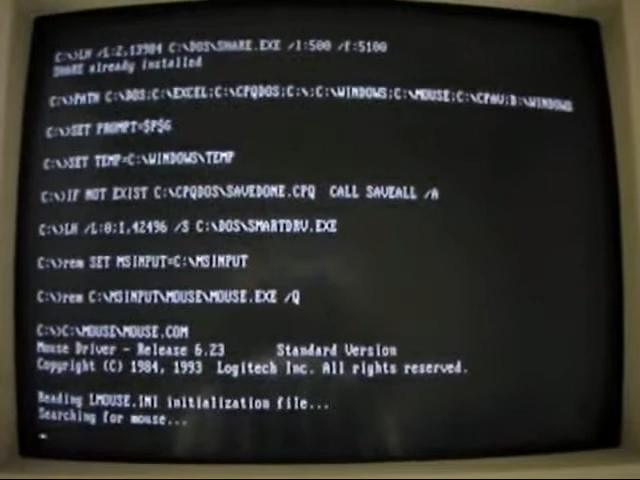 C:\>LH /L:2,13984 C:\DOS\SHARE.EXE /l:500 /f:5100
SHARE already installed
C:\>PATH C:\DOS;C:\EXCEL;C:\CPQDOS;C:\;C:\WINDOWS;C:\MOUSE;C:\CPAV;D:\WINDOWS
C:\>SET PROMPT=$P$G
C:\>SET TEMP=C:\WINDOWS\TEMP
C:\>IF NOT EXIST C:\CPQDOS\SAVEDONE.CPQ  CALL SAVEALL /A
C:\>LH /L:0;1,42496 /S C:\DOS\SMARTDRV.EXE
C:\>rem SET MSINPUT=C:\MSINPUT
C:\>rem C:\MSINPUT\MOUSE\MOUSE.EXE /Q
C:\>C:\MOUSE\MOUSE.COM
Mouse Driver - Release 6.23        Standard Version
Copyright (C) 1984, 1993  Logitech Inc. All rights reserved.
Reading LMOUSE.INI initialization file...
Searching for mouse...